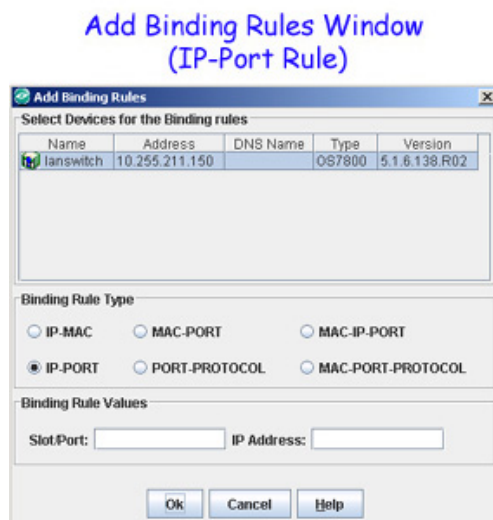 Add Binding Rules Window
(IP-Port Rule)
Add Binding Rules
Select Devices for the Binding rules
Name Address DNS Name Type Version
lanswitch 10.255.211.150 OS7800 5.1.6.138.R02
Binding Rule Type
IP-MAC MAC-PORT MAC-IP-PORT
IP-PORT PORT-PROTOCOL MAC-PORT-PROTOCOL
Binding Rule Values
Slot/Port: IP Address:
Ok Cancel Help